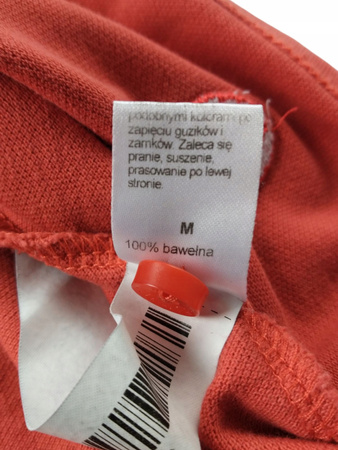 podobnymi kolorami po
zapięciu guzików i
zamków. Zaleca się
pranie, suszenie,
prasowanie po lewej
stronie.
M
100% bawełna